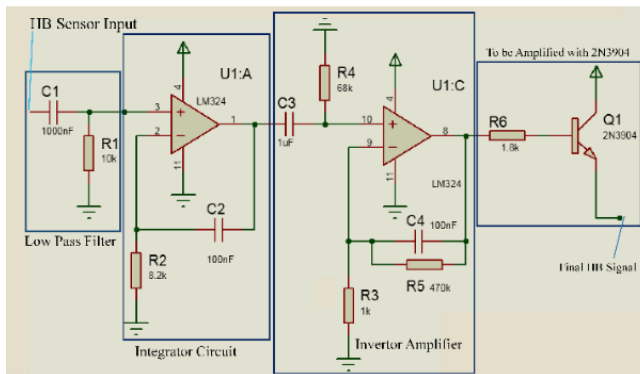 HB Sensor Input
To be Amplified with 2N3904
U1:A
LM324
C1
1000nF
R1
10k
3
2
4
1
11
C2
100nF
R2
8.2k
Low Pass Filter
Integrator Circuit
C3
1uF
R4
68k
U1:C
LM324
10
9
4
8
11
C4
100nF
R5 470k
R3
1k
Invertor Amplifier
R6
1.8k
Q1
2N3904
Final HB Signal